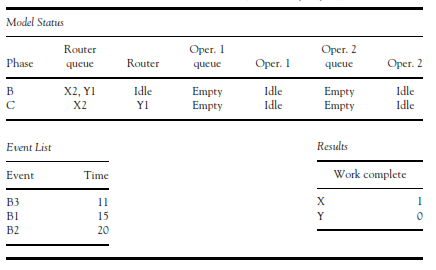 Model Status
Router Oper. 1 Oper. 2
Phase queue Router queue Oper. 1 queue Oper. 2
B X2, Y1 Idle Empty Idle Empty Idle
C X2 Y1 Empty Idle Empty Idle
Event List Results
Event Time Work complete
B3 11 X 1
B1 15 Y 0
B2 20